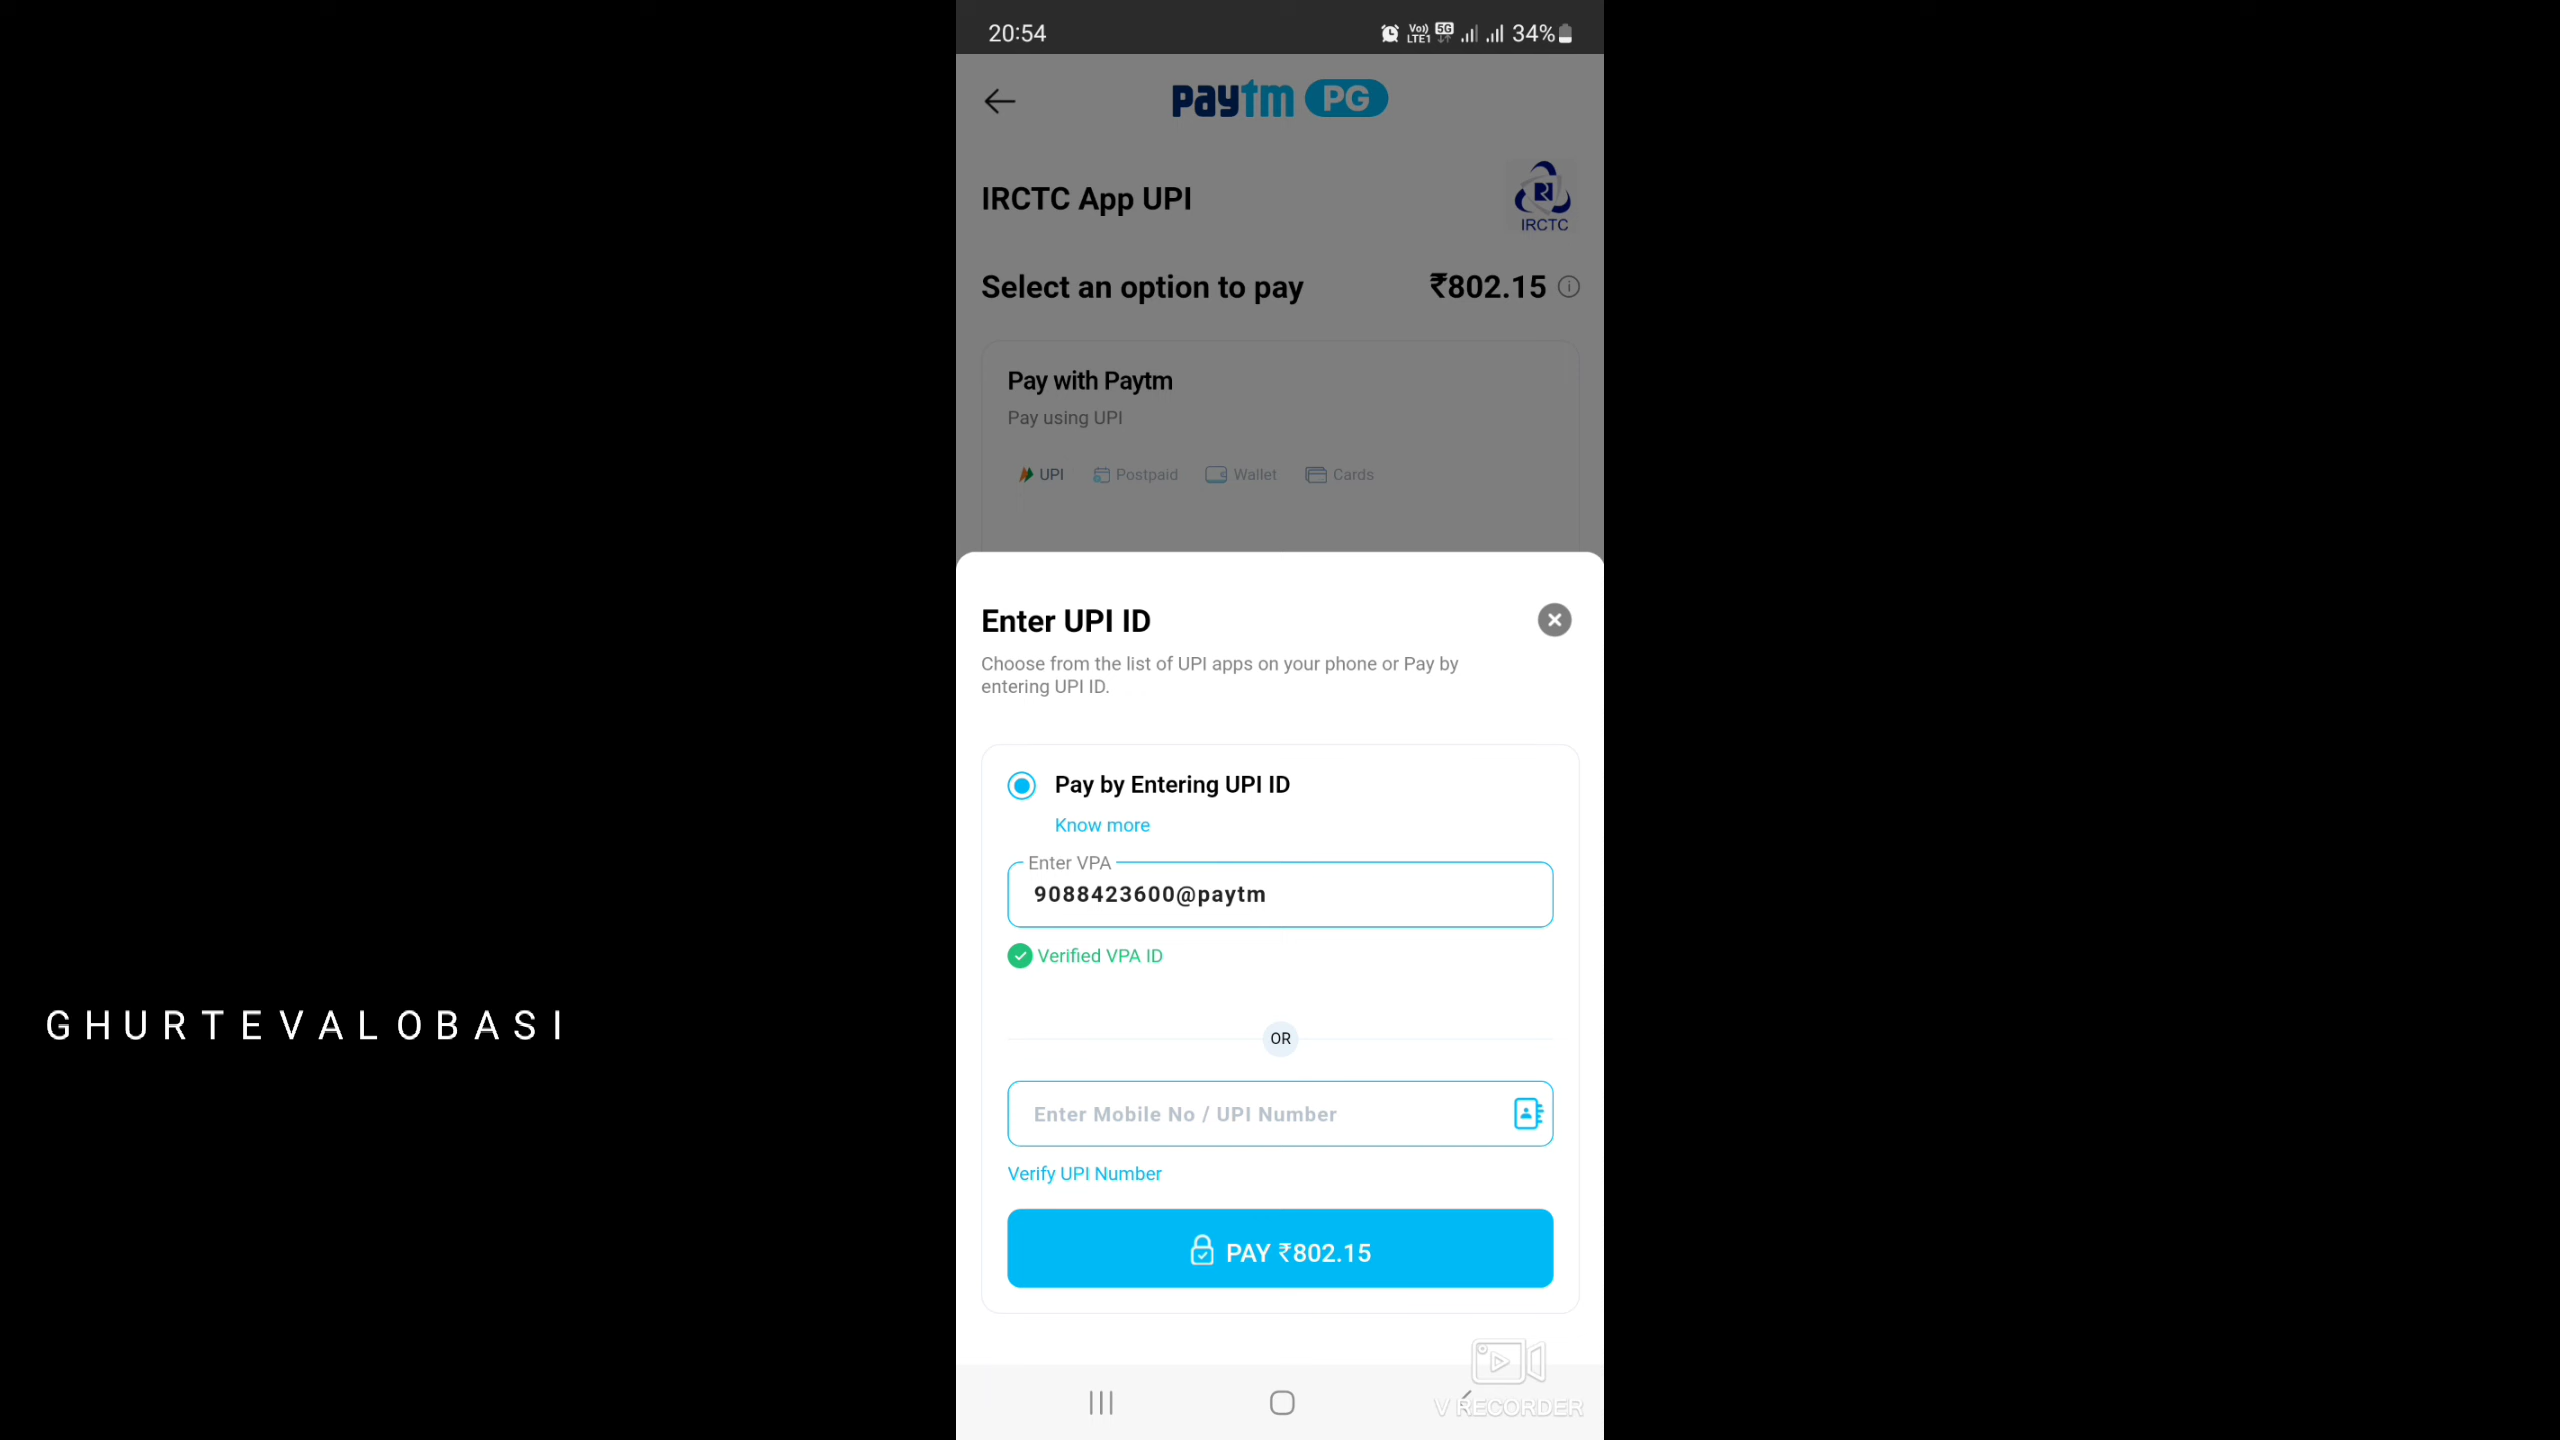 20:54
Vo)) LTE1 5G 34%
paytm PG
IRCTC App UPI
IRCTC
Select an option to pay ₹802.15
Pay with Paytm
Pay using UPI
UPI Postpaid Wallet Cards
Enter UPI ID
Choose from the list of UPI apps on your phone or Pay by
entering UPI ID.
Pay by Entering UPI ID
Know more
Enter VPA
9088423600@paytm
Verified VPA ID
GHURTEVALOBASI
OR
Enter Mobile No / UPI Number
Verify UPI Number
PAY ₹802.15
V RECORDER